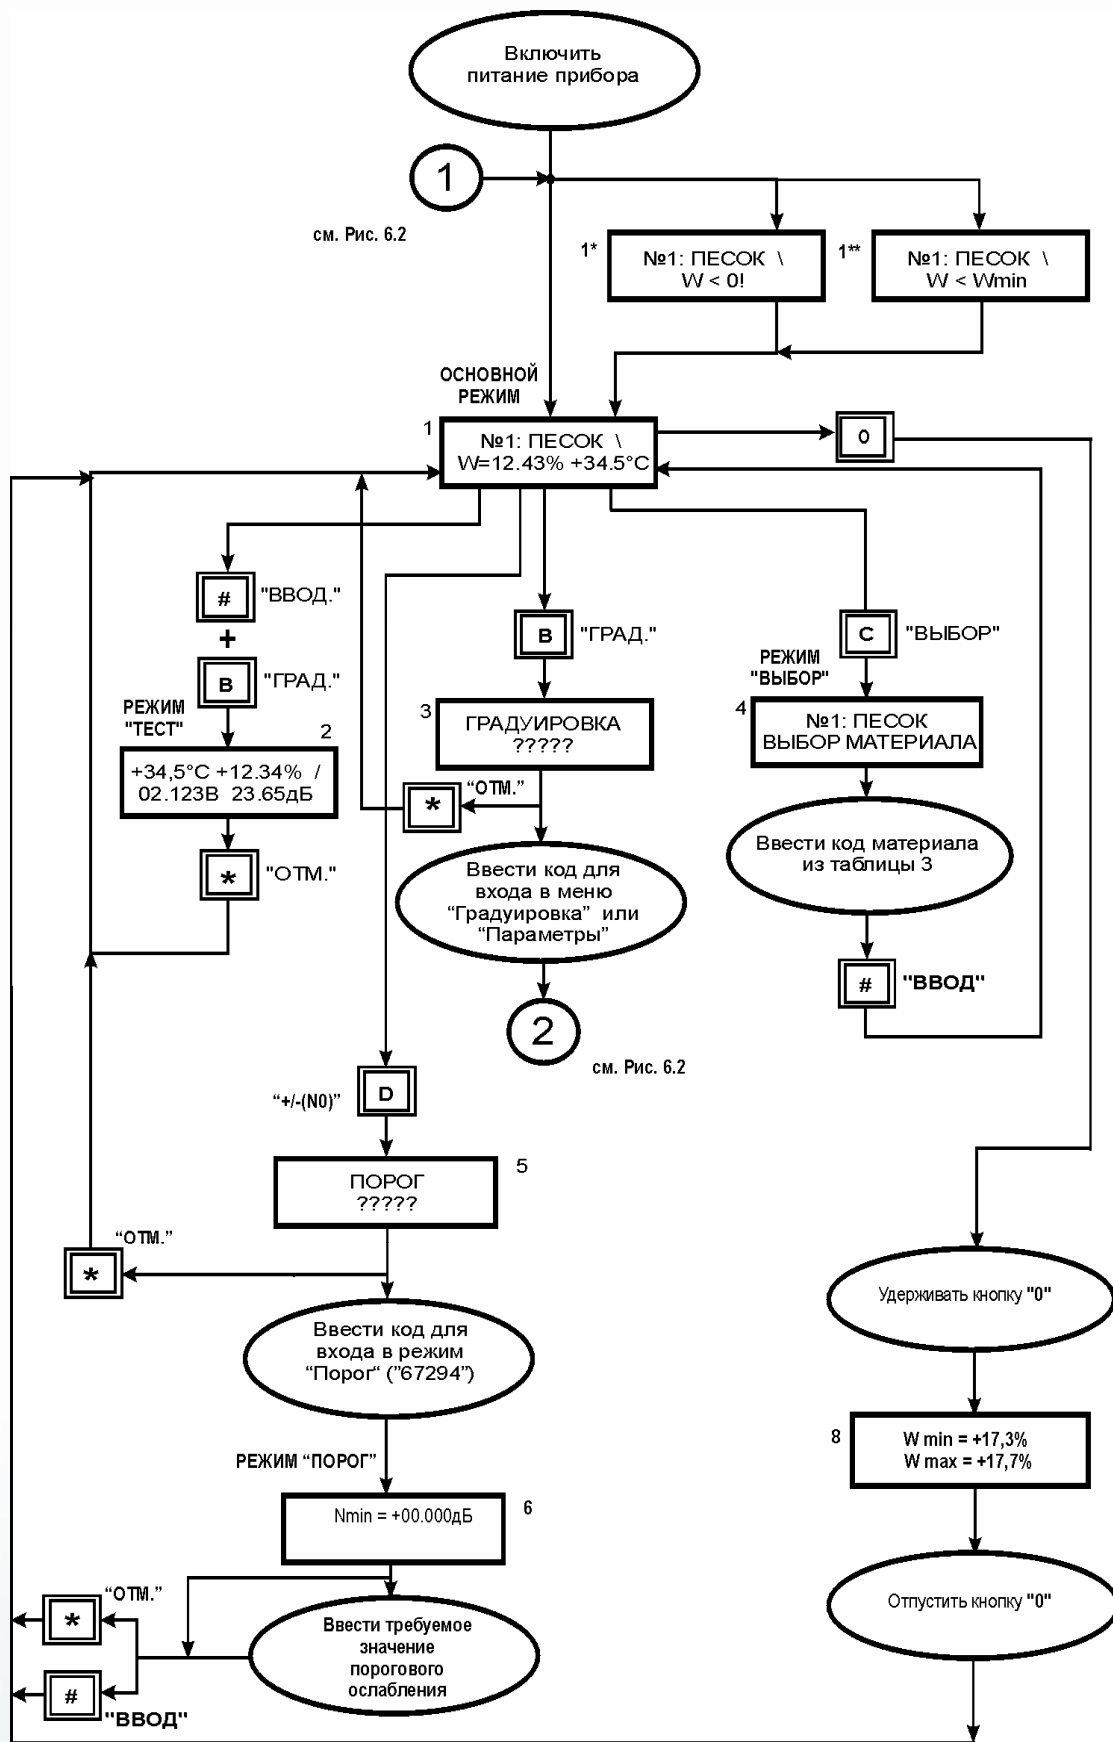 Включить
питание прибора
1
см. Рис. 6.2
1*
№1: ПЕСОК \
W < 0!
1**
№1: ПЕСОК \
W < Wmin
ОСНОВНОЙ
РЕЖИМ
1
№1: ПЕСОК \
W=12.43% +34.5°C
0
#
"ВВОД."
+
B
"ГРАД."
РЕЖИМ
"ТЕСТ"
2
+34,5°C +12.34% /
02.123В 23.65дБ
*
"ОТМ."
B
"ГРАД."
3
ГРАДУИРОВКА
?????
*
“ОТМ.”
Ввести код для
входа в меню
“Градуировка” или
“Параметры”
2
см. Рис. 6.2
C
"ВЫБОР"
РЕЖИМ
"ВЫБОР"
4
№1: ПЕСОК
ВЫБОР МАТЕРИАЛА
Ввести код материала
из таблицы 3
#
"ВВОД"
“+/-(N0)”
D
5
ПОРОГ
?????
“ОТМ.”
*
Ввести код для
входа в режим
“Порог“ (”67294”)
РЕЖИМ “ПОРОГ”
6
Nmin = +00.000дБ
“ОТМ.”
*
#
"ВВОД"
Ввести требуемое
значение
порогового
ослабления
Удерживать кнопку "0"
8
W min = +17,3%
W max = +17,7%
Отпустить кнопку "0"